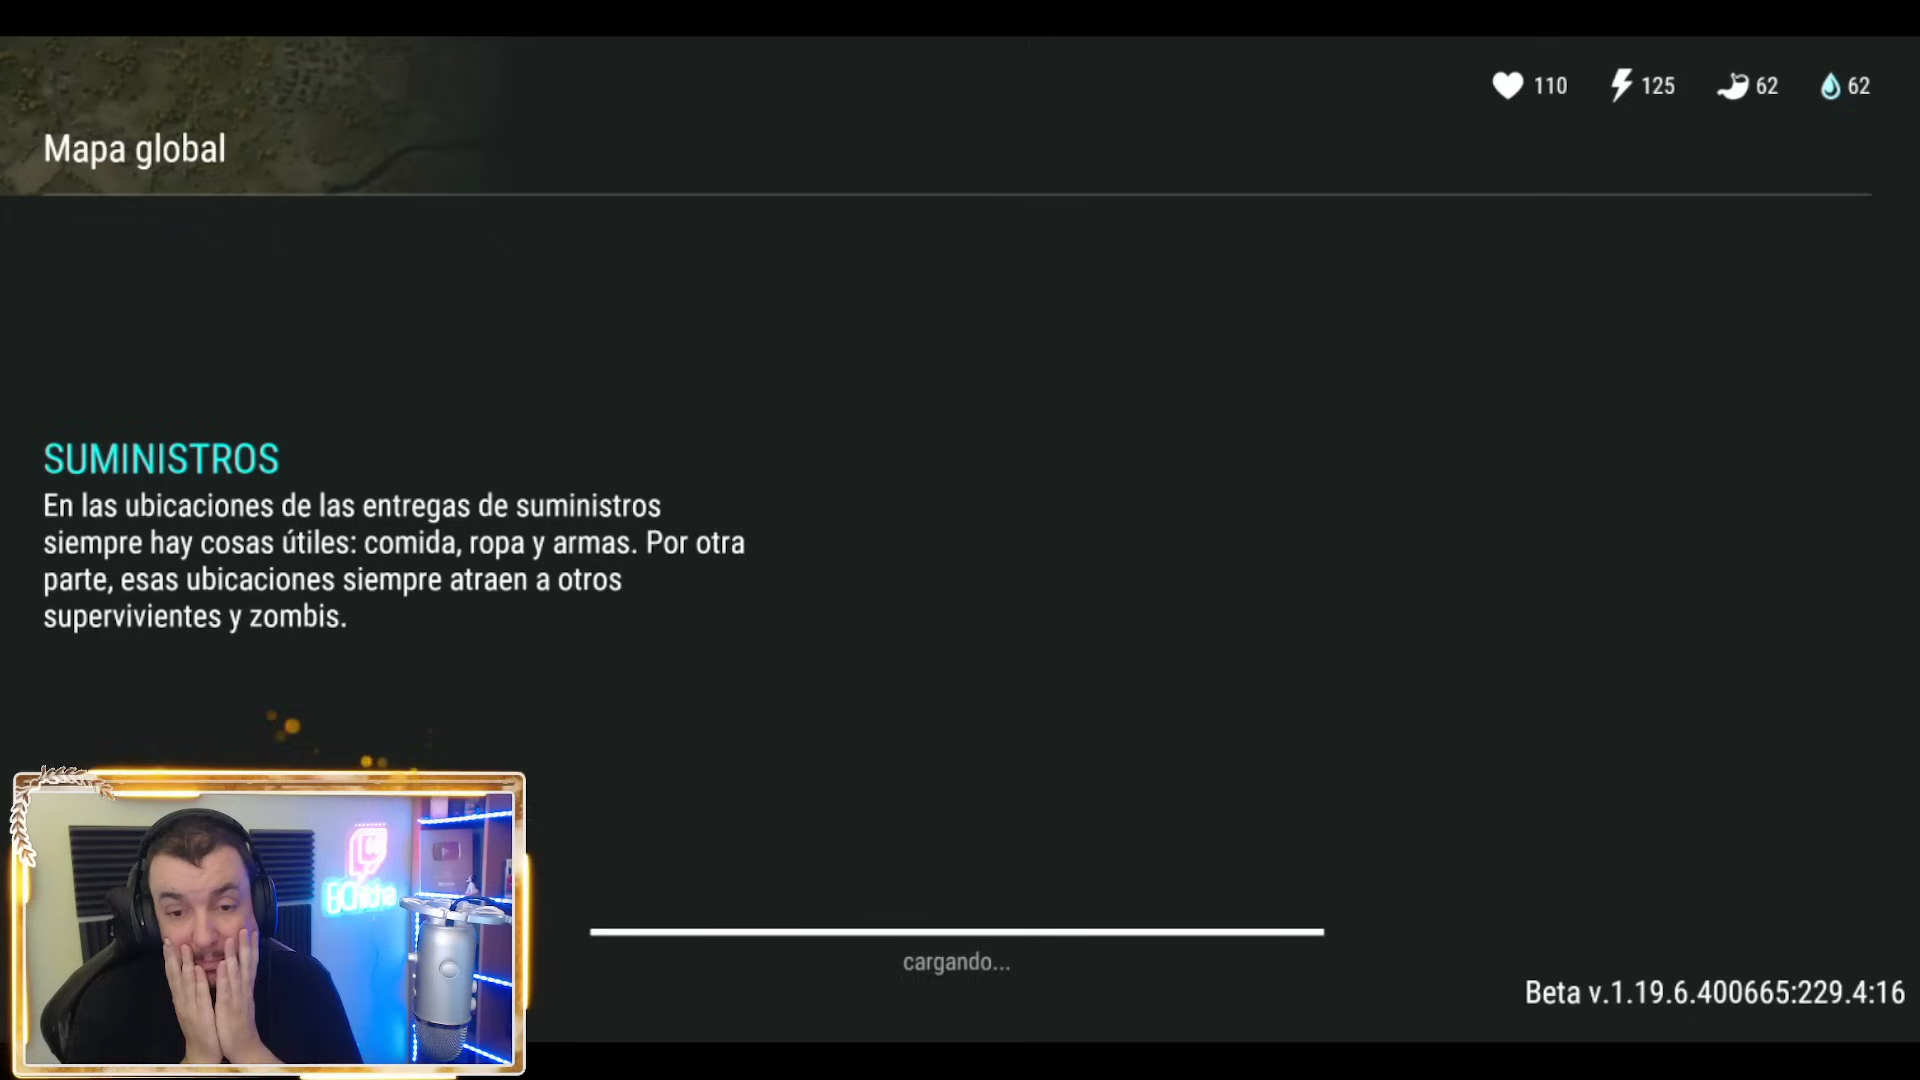 110 125 62 62
Mapa global
SUMINISTROS
En las ubicaciones de las entregas de suministros
siempre hay cosas útiles: comida, ropa y armas. Por otra
parte, esas ubicaciones siempre atraen a otros
supervivientes y zombis.
ElChicha
cargando...
Beta v.1.19.6.400665:229.4:16